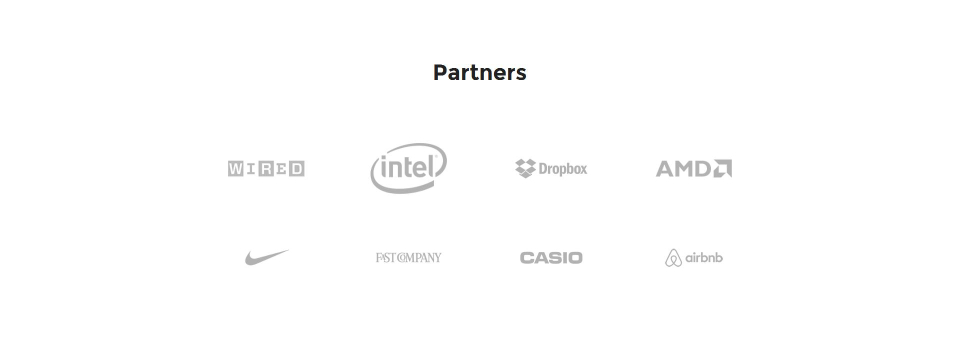 Partners
WIRED
intel
Dropbox
AMD
FAST COMPANY
CASIO
airbnb